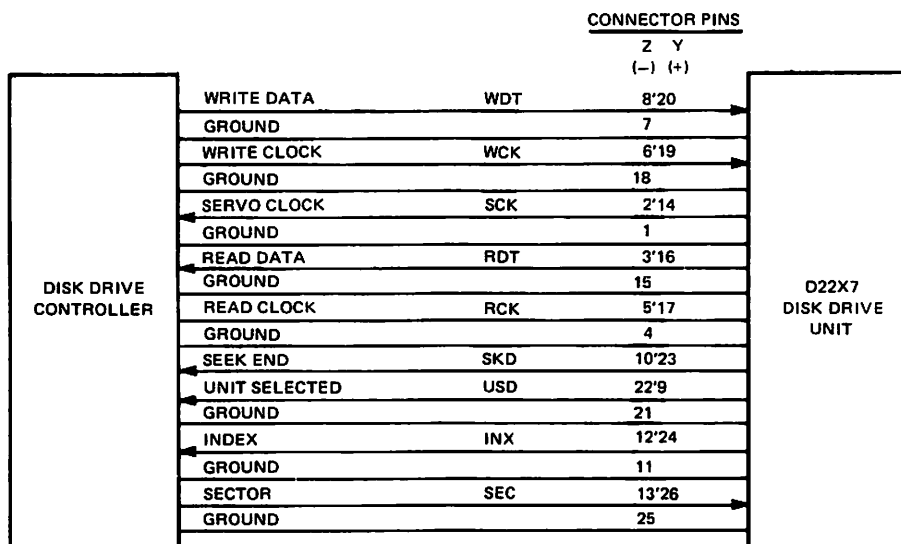 CONNECTOR PINS
Z Y
(–) (+)
WRITE DATA WDT 8'20
GROUND 7
WRITE CLOCK WCK 6'19
GROUND 18
SERVO CLOCK SCK 2'14
GROUND 1
READ DATA RDT 3'16
GROUND 15
READ CLOCK RCK 5'17
GROUND 4
SEEK END SKD 10'23
UNIT SELECTED USD 22'9
GROUND 21
INDEX INX 12'24
GROUND 11
SECTOR SEC 13'26
GROUND 25
DISK DRIVE
CONTROLLER
D22X7
DISK DRIVE
UNIT